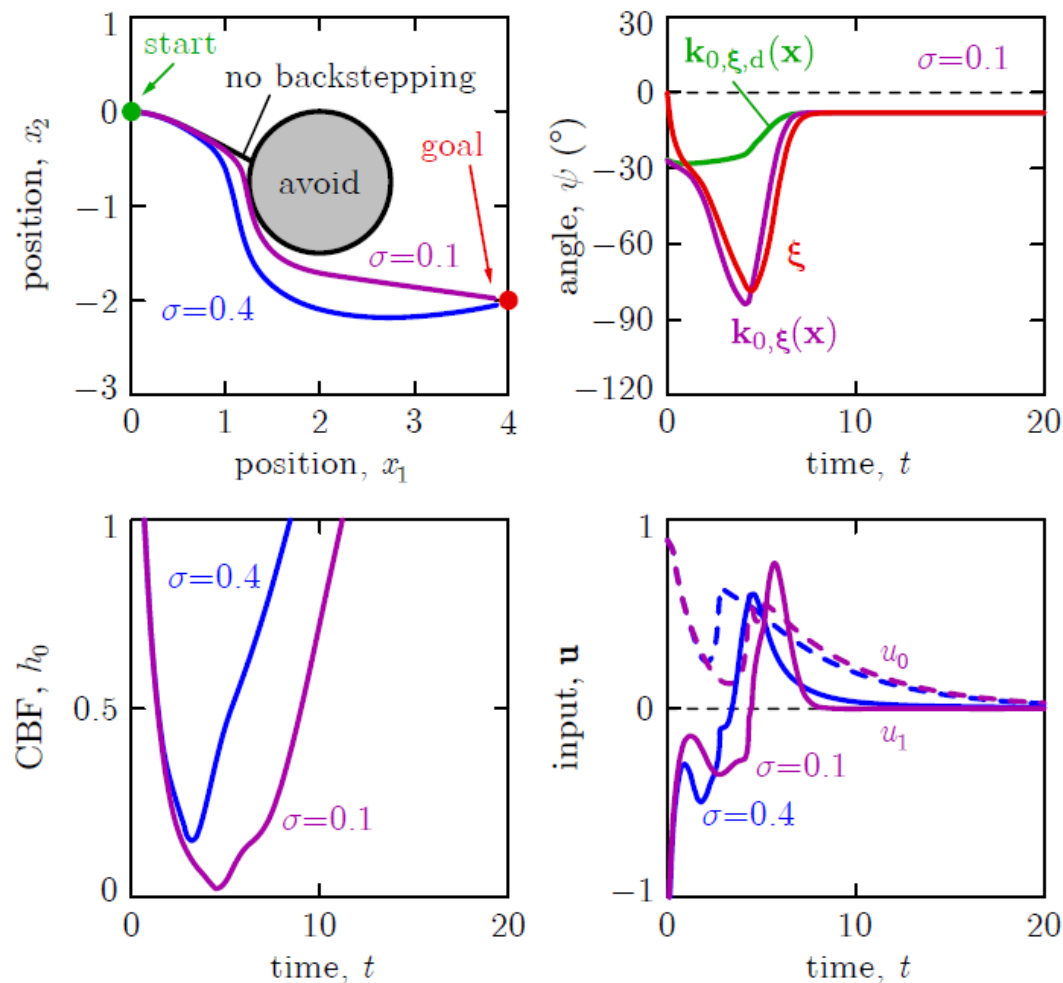 1
0
−1
−2
−3
position, x₂
start
no backstepping
avoid
goal
σ=0.1
σ=0.4
0 1 2 3 4
position, x₁
30
0
−30
−60
−90
−120
angle, ψ (°)
k₀,ξ,d(x)
σ=0.1
ξ
k₀,ξ(x)
0 10 20
time, t
1
0.5
0
CBF, h₀
σ=0.4
σ=0.1
0 10 20
time, t
1
0
−1
input, u
u₀
u₁
σ=0.1
σ=0.4
0 10 20
time, t